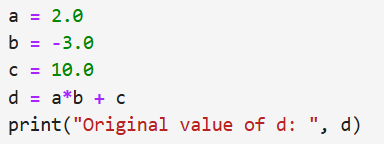 a = 2.0
b = -3.0
c = 10.0
d = a*b + c
print("Original value of d: ", d)